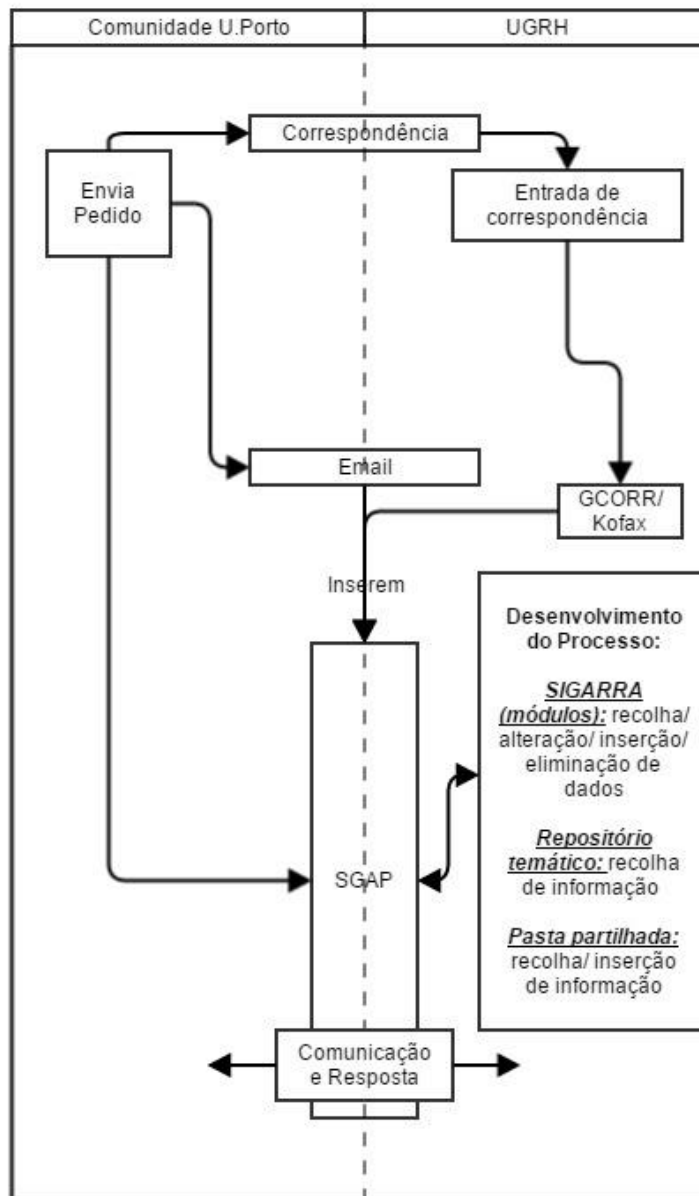 Comunidade U.Porto
UGRH
Correspondência
Envia
Pedido
Entrada de
correspondência
Email
GCORR/
Kofax
Inserem
Desenvolvimento
do Processo:
SIGARRA
(módulos): recolha/
alteração/ inserção/
eliminação de
dados
Repositório
temático: recolha
de informação
Pasta partilhada:
recolha/ inserção
de informação
SGAP
Comunicação
e Resposta